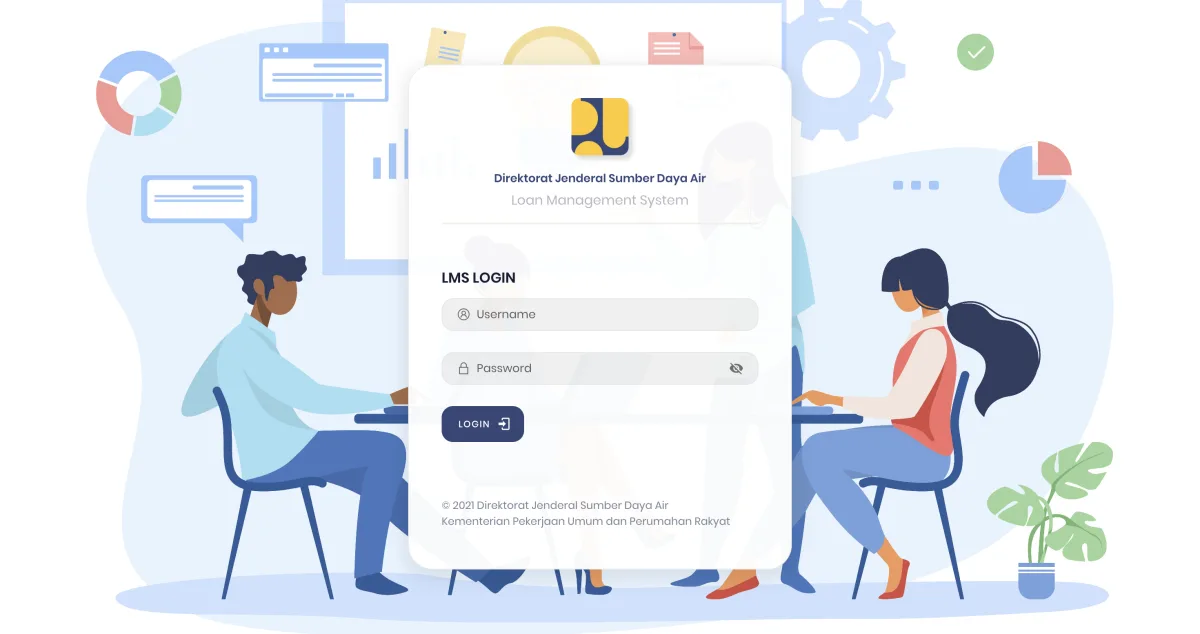 Direktorat Jenderal Sumber Daya Air
Loan Management System
LMS LOGIN
Username
Password
LOGIN
© 2021 Direktorat Jenderal Sumber Daya Air
Kementerian Pekerjaan Umum dan Perumahan Rakyat